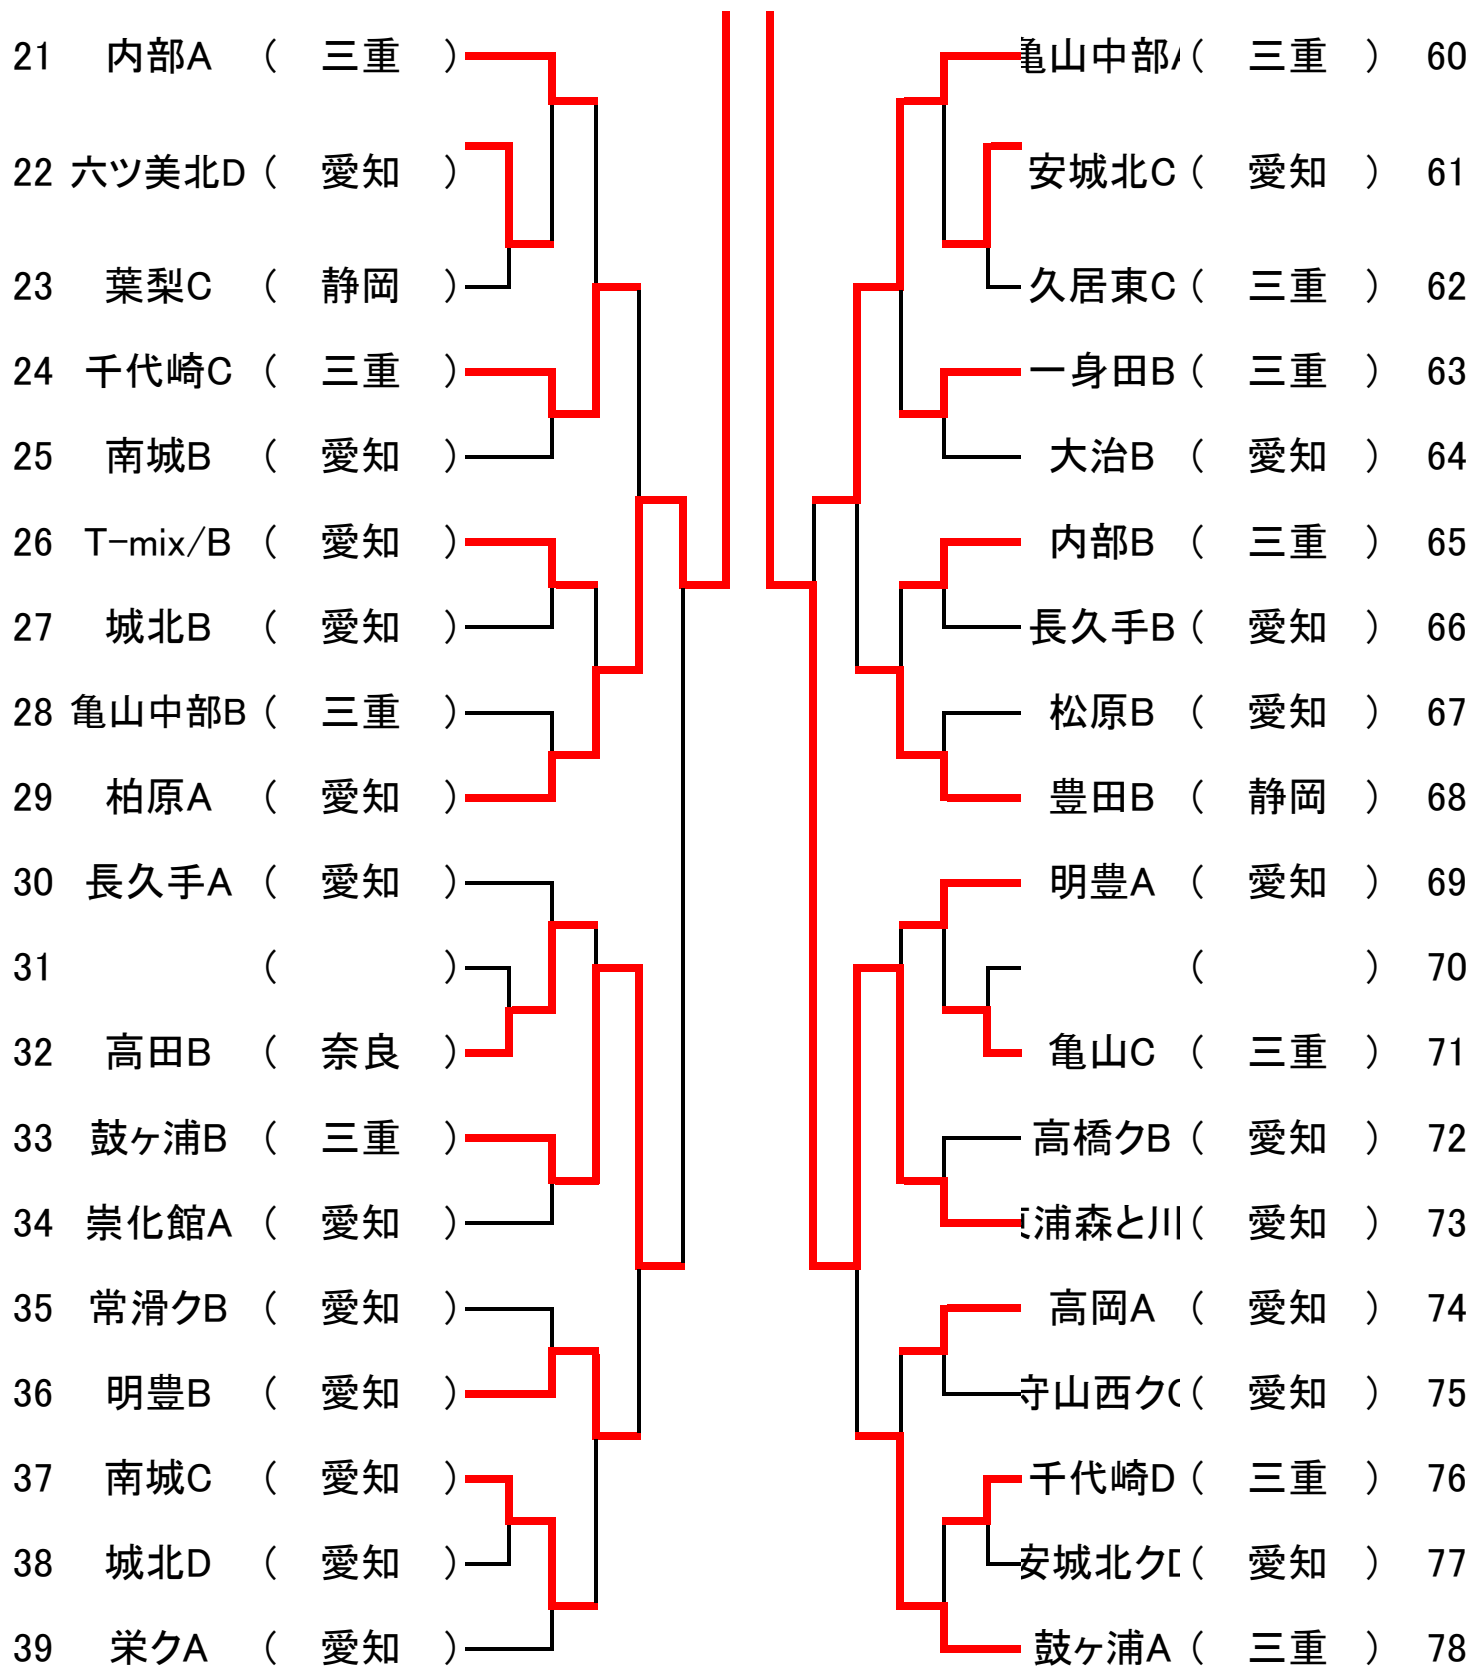 21 内部A ( 三重 )
22 六ツ美北D ( 愛知 )
23 葉梨C ( 静岡 )
24 千代崎C ( 三重 )
25 南城B ( 愛知 )
26 T-mix/B ( 愛知 )
27 城北B ( 愛知 )
28 亀山中部B ( 三重 )
29 柏原A ( 愛知 )
30 長久手A ( 愛知 )
31 ( )
32 高田B ( 奈良 )
33 鼓ヶ浦B ( 三重 )
34 崇化館A ( 愛知 )
35 常滑クB ( 愛知 )
36 明豊B ( 愛知 )
37 南城C ( 愛知 )
38 城北D ( 愛知 )
39 栄クA ( 愛知 )
亀山中部A ( 三重 ) 60
安城北C ( 愛知 ) 61
久居東C ( 三重 ) 62
一身田B ( 三重 ) 63
大治B ( 愛知 ) 64
内部B ( 三重 ) 65
長久手B ( 愛知 ) 66
松原B ( 愛知 ) 67
豊田B ( 静岡 ) 68
明豊A ( 愛知 ) 69
( ) 70
亀山C ( 三重 ) 71
高橋クB ( 愛知 ) 72
浦森と川 ( 愛知 ) 73
高岡A ( 愛知 ) 74
守山西ク ( 愛知 ) 75
千代崎D ( 三重 ) 76
安城北ク ( 愛知 ) 77
鼓ヶ浦A ( 三重 ) 78